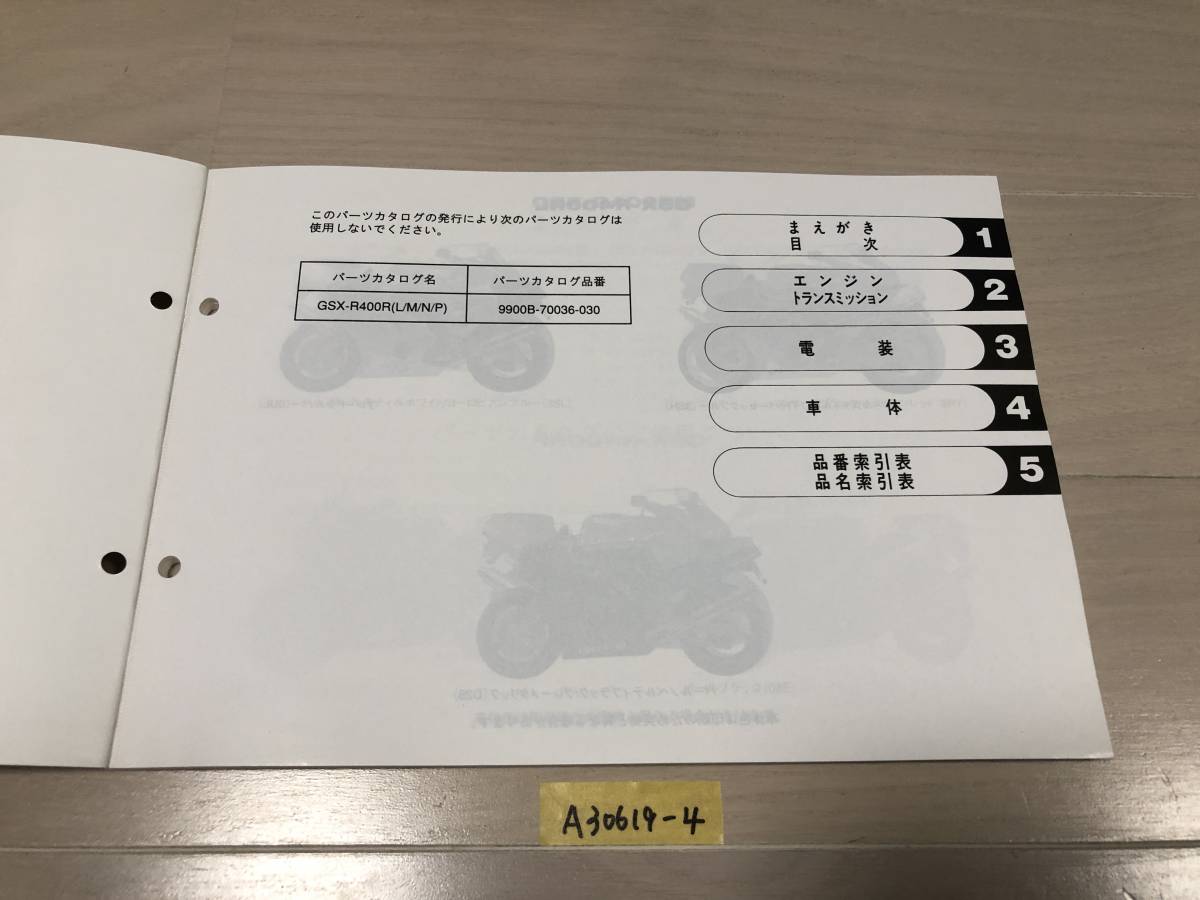 このパーツカタログの発行により次のパーツカタログは
使用しないでください。
パーツカタログ名 パーツカタログ品番
GSX-R400R(L/M/N/P) 9900B-70036-030
まえがき
目次
1
エンジン
トランスミッション
2
電装
3
車体
4
品番索引表
品名索引表
5
A30619-4